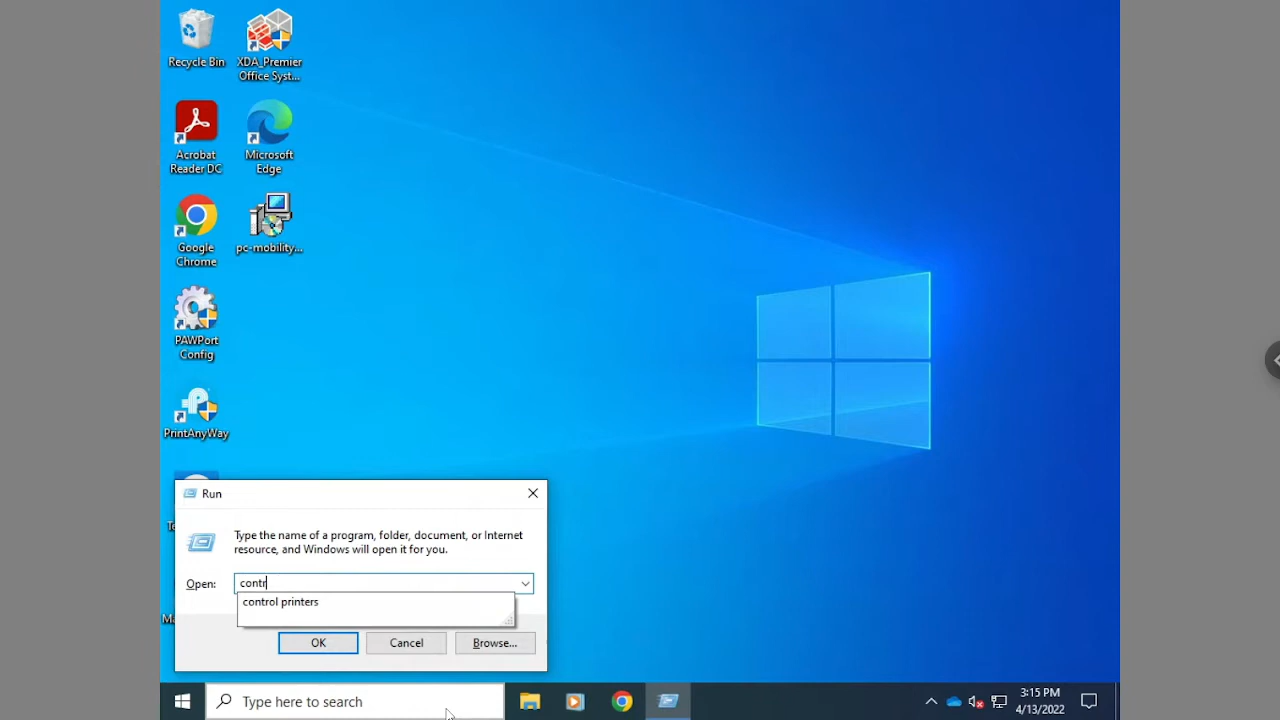 Recycle Bin
XDA_Premier
Office Syst...
Acrobat
Reader DC
Microsoft
Edge
Google
Chrome
pc-mobility...
PAWPort
Config
PrintAnyWay
Run
Type the name of a program, folder, document, or Internet
resource, and Windows will open it for you.
Open:
contr
control printers
OK
Cancel
Browse...
Type here to search
3:15 PM
4/13/2022